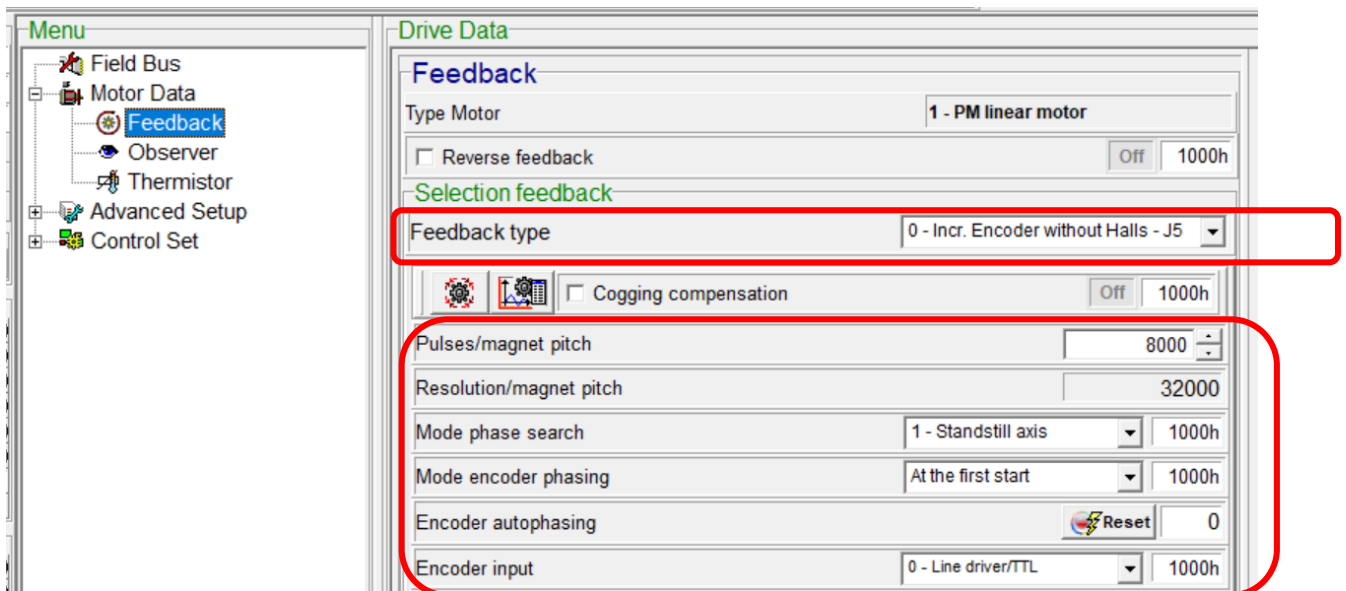 Menu
Field Bus
Motor Data
Feedback
Observer
Thermistor
Advanced Setup
Control Set
Drive Data
Feedback
Type Motor 1 - PM linear motor
Reverse feedback Off 1000h
Selection feedback
Feedback type 0 - Incr. Encoder without Halls - J5
Cogging compensation Off 1000h
Pulses/magnet pitch 8000
Resolution/magnet pitch 32000
Mode phase search 1 - Standstill axis 1000h
Mode encoder phasing At the first start 1000h
Encoder autophasing Reset 0
Encoder input 0 - Line driver/TTL 1000h